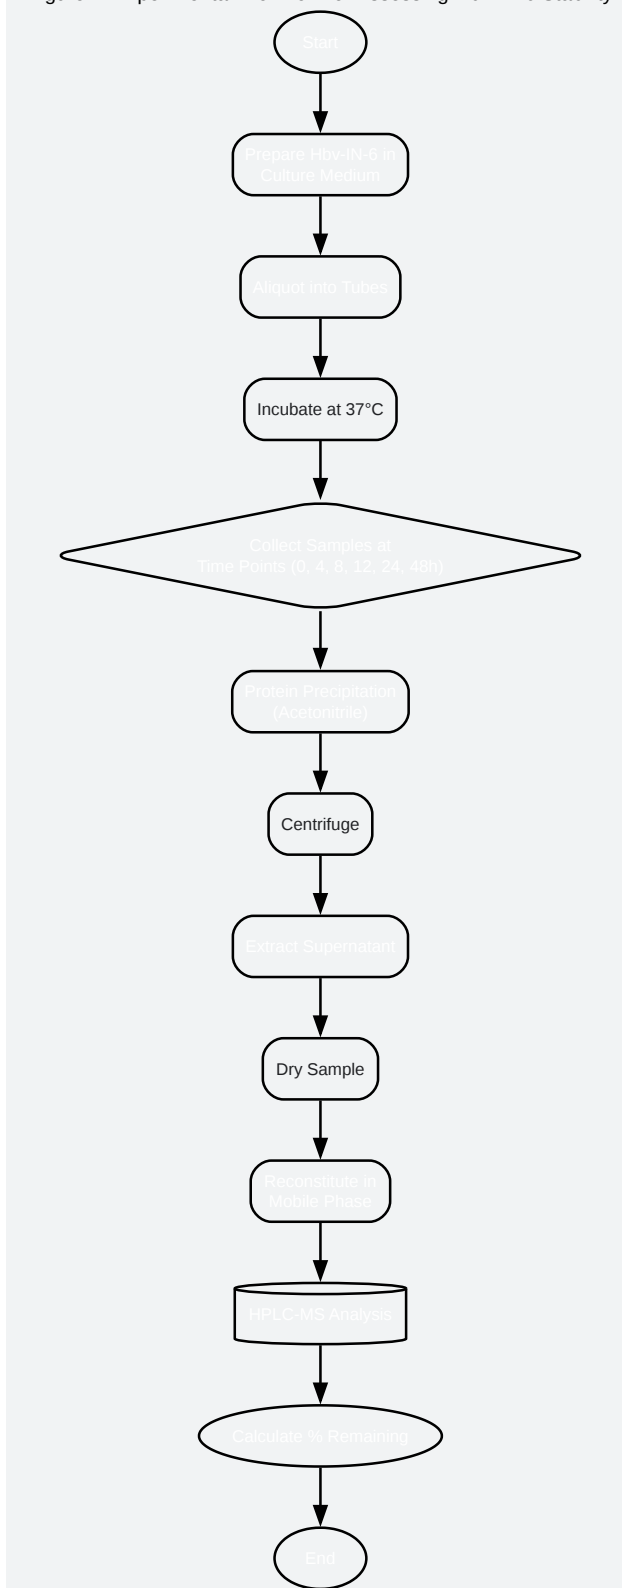 Start
Prepare Hbv-IN-6 in
Culture Medium
Aliquot into Tubes
Incubate at 37°C
Collect Samples at
Time Points (0, 4, 8, 12, 24, 48h)
Protein Precipitation
(Acetonitrile)
Centrifuge
Extract Supernatant
Dry Sample
Reconstitute in
Mobile Phase
HPLC-MS Analysis
Calculate % Remaining
End